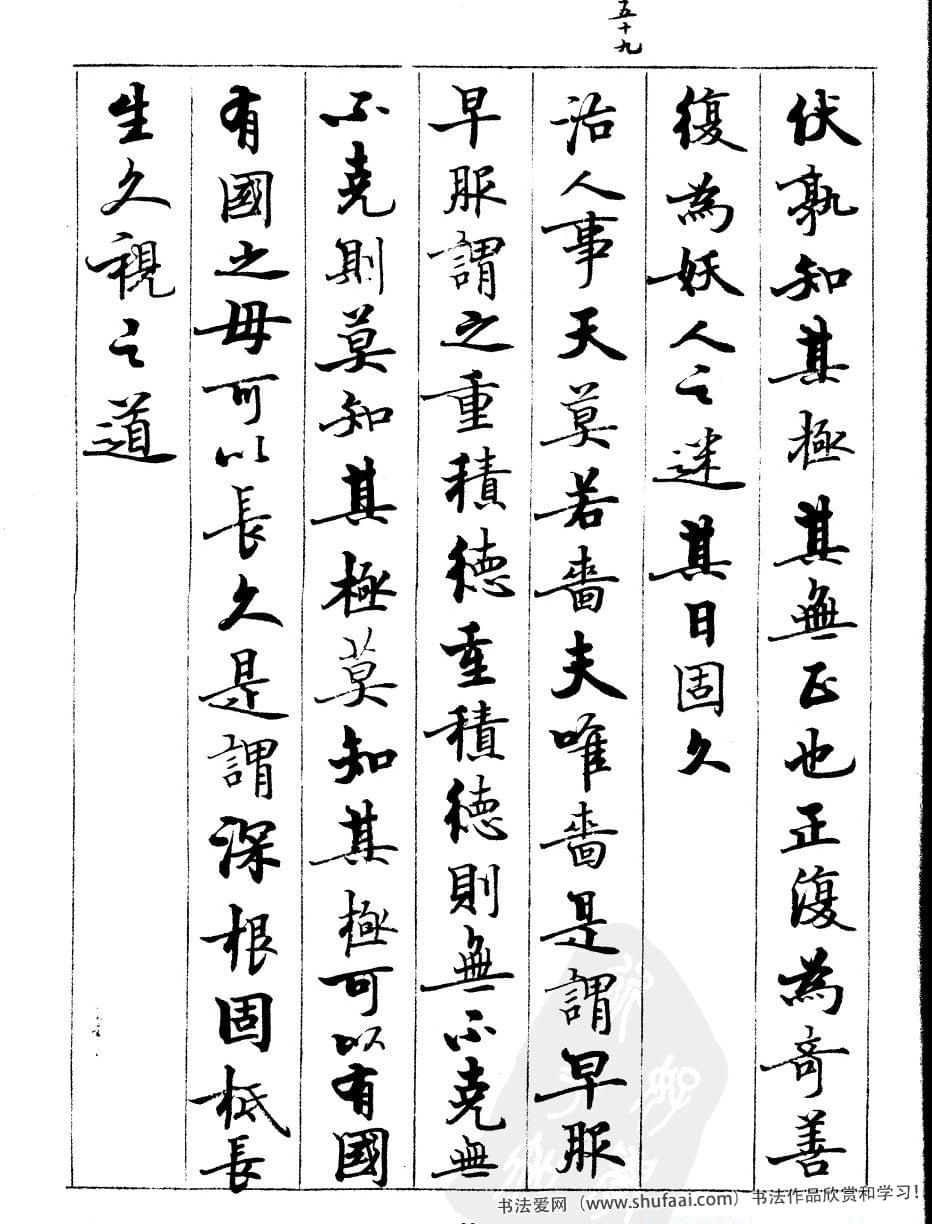 五十九
伏孰知其極其無正也正復為奇善
復為妖人之迷其日固久
治人事天莫若嗇夫唯嗇是謂早服
早服謂之重積德重積德則無不克無
不克則莫知其極莫知其極可以有國
有國之母可以長久是謂深根固柢長
生久視之道
书法爱网（www.shufaai.com）书法作品欣赏和学习！